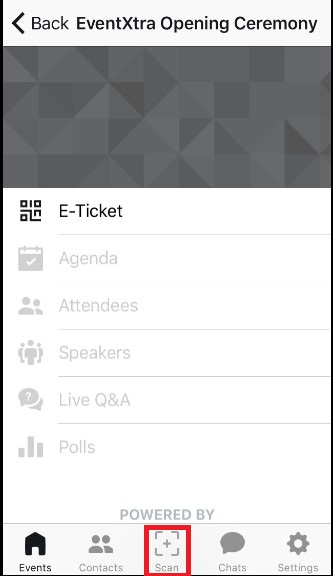 Back EventXtra Opening Ceremony
E-Ticket
Agenda
Attendees
Speakers
Live Q&A
Polls
POWERED BY
Events Contacts Scan Chats Settings